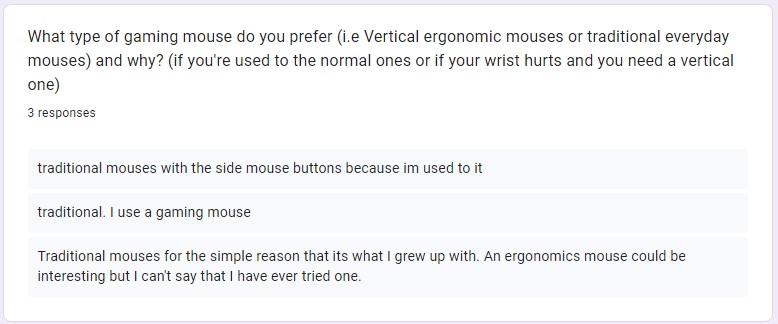 What type of gaming mouse do you prefer (i.e Vertical ergonomic mouses or traditional everyday
mouses) and why? (if you're used to the normal ones or if your wrist hurts and you need a vertical
one)
3 responses
traditional mouses with the side mouse buttons because im used to it
traditional. I use a gaming mouse
Traditional mouses for the simple reason that its what I grew up with. An ergonomics mouse could be
interesting but I can't say that I have ever tried one.